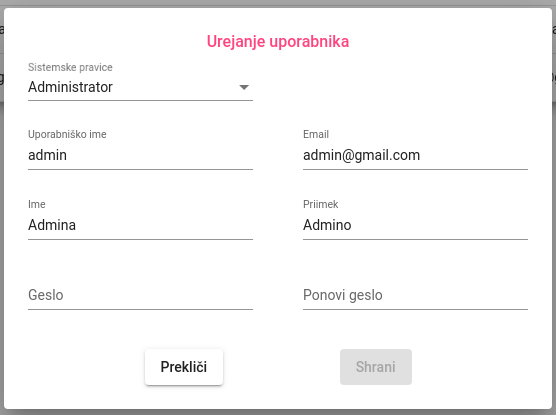 Urejanje uporabnika
Sistemske pravice
Administrator
Uporabniško ime
admin
Email
admin@gmail.com
Ime
Admina
Priimek
Admino
Geslo
Ponovi geslo
Prekliči
Shrani